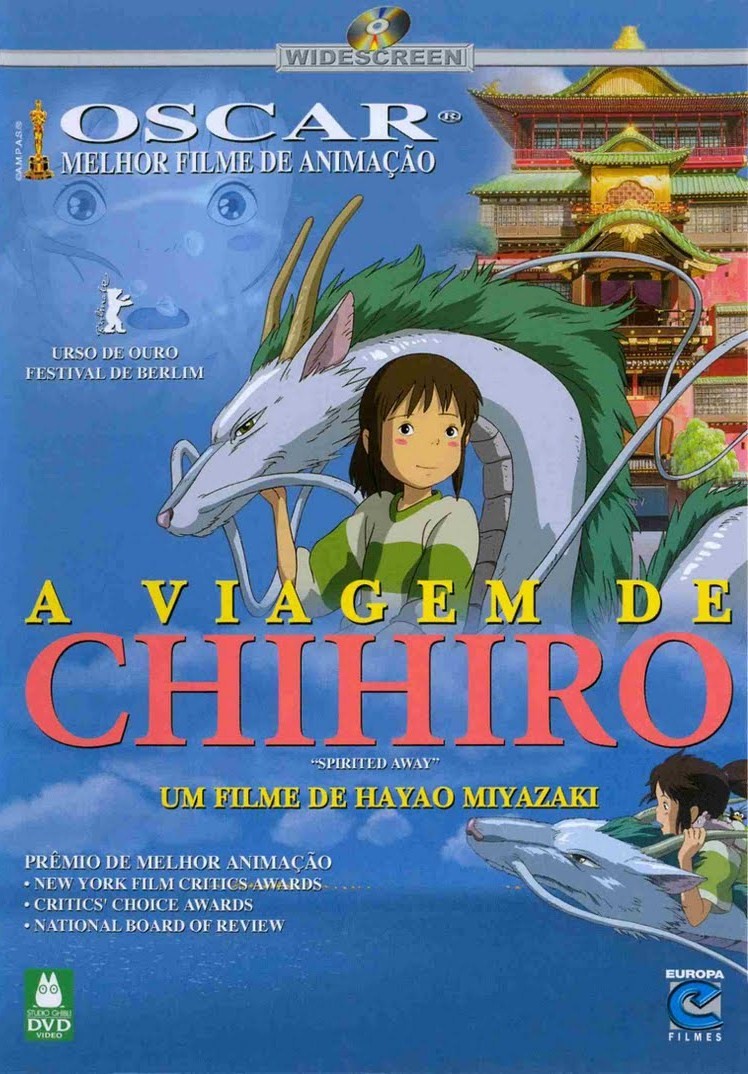 WIDESCREEN
©A.M.P.A.S.®
OSCAR®
MELHOR FILME DE ANIMAÇÃO
Berlinale
URSO DE OURO
FESTIVAL DE BERLIM
A VIAGEM DE
CHIHIRO
“SPIRITED AWAY”
UM FILME DE HAYAO MIYAZAKI
PRÊMIO DE MELHOR ANIMAÇÃO
• NEW YORK FILM CRITICS AWARDS
• CRITICS' CHOICE AWARDS
• NATIONAL BOARD OF REVIEW
STUDIO GHIBLI
DVD
VIDEO
EUROPA
FILMES